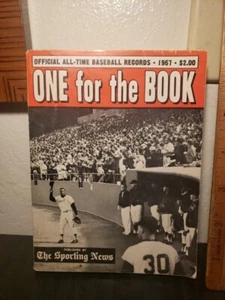 OFFICIAL ALL-TIME BASEBALL RECORDS • 1967 • $2.00
ONE for the BOOK
PUBLISHED BY
The Sporting News
30